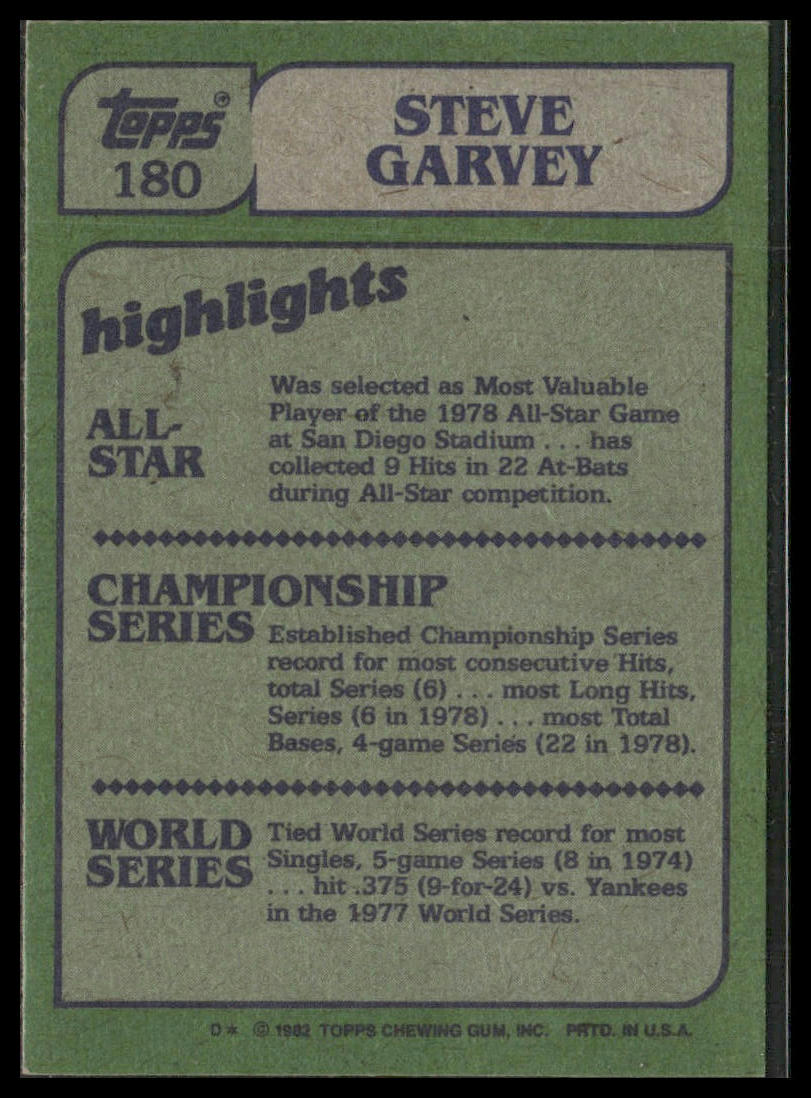 topps®
180
STEVE
GARVEY
highlights
ALL-
STAR
Was selected as Most Valuable
Player of the 1978 All-Star Game
at San Diego Stadium . . . has
collected 9 Hits in 22 At-Bats
during All-Star competition.
CHAMPIONSHIP
SERIES
Established Championship Series
record for most consecutive Hits,
total Series (6) . . . most Long Hits,
Series (6 in 1978) . . . most Total
Bases, 4-game Series (22 in 1978).
WORLD
SERIES
Tied World Series record for most
Singles, 5-game Series (8 in 1974)
. . . hit .375 (9-for-24) vs. Yankees
in the 1977 World Series.
D* © 1982 TOPPS CHEWING GUM, INC. PRTD. IN U.S.A.